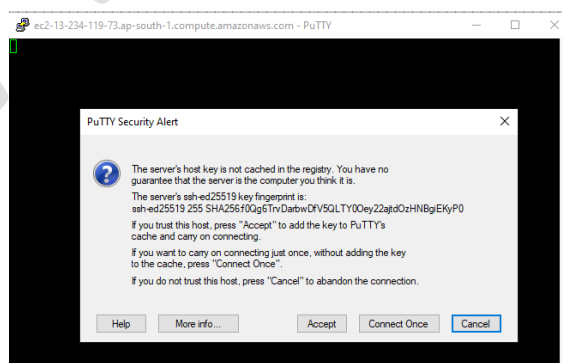 ec2-13-234-119-73.ap-south-1.compute.amazonaws.com - PuTTY
PuTTY Security Alert
The server's host key is not cached in the registry. You have no
guarantee that the server is the computer you think it is.
The server's ssh-ed25519 key fingerprint is:
ssh-ed25519 255 SHA256:f0Qg6TrvDarbwDfV5QLTY0Oey22ajtdOzHNBgiEKyP0
If you trust this host, press "Accept" to add the key to PuTTY's
cache and carry on connecting.
If you want to carry on connecting just once, without adding the key
to the cache, press "Connect Once".
If you do not trust this host, press "Cancel" to abandon the connection.
Help More info... Accept Connect Once Cancel